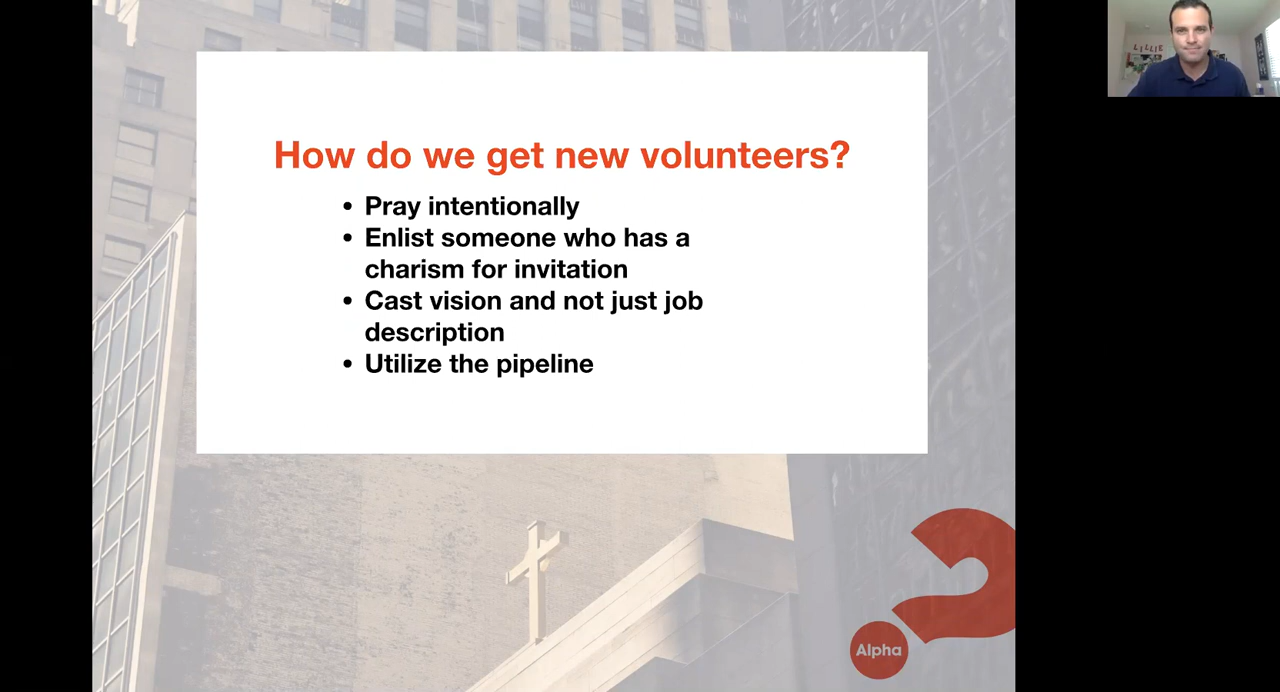 How do we get new volunteers?
• Pray intentionally
• Enlist someone who has a
charism for invitation
• Cast vision and not just job
description
• Utilize the pipeline
Alpha
LILLIE